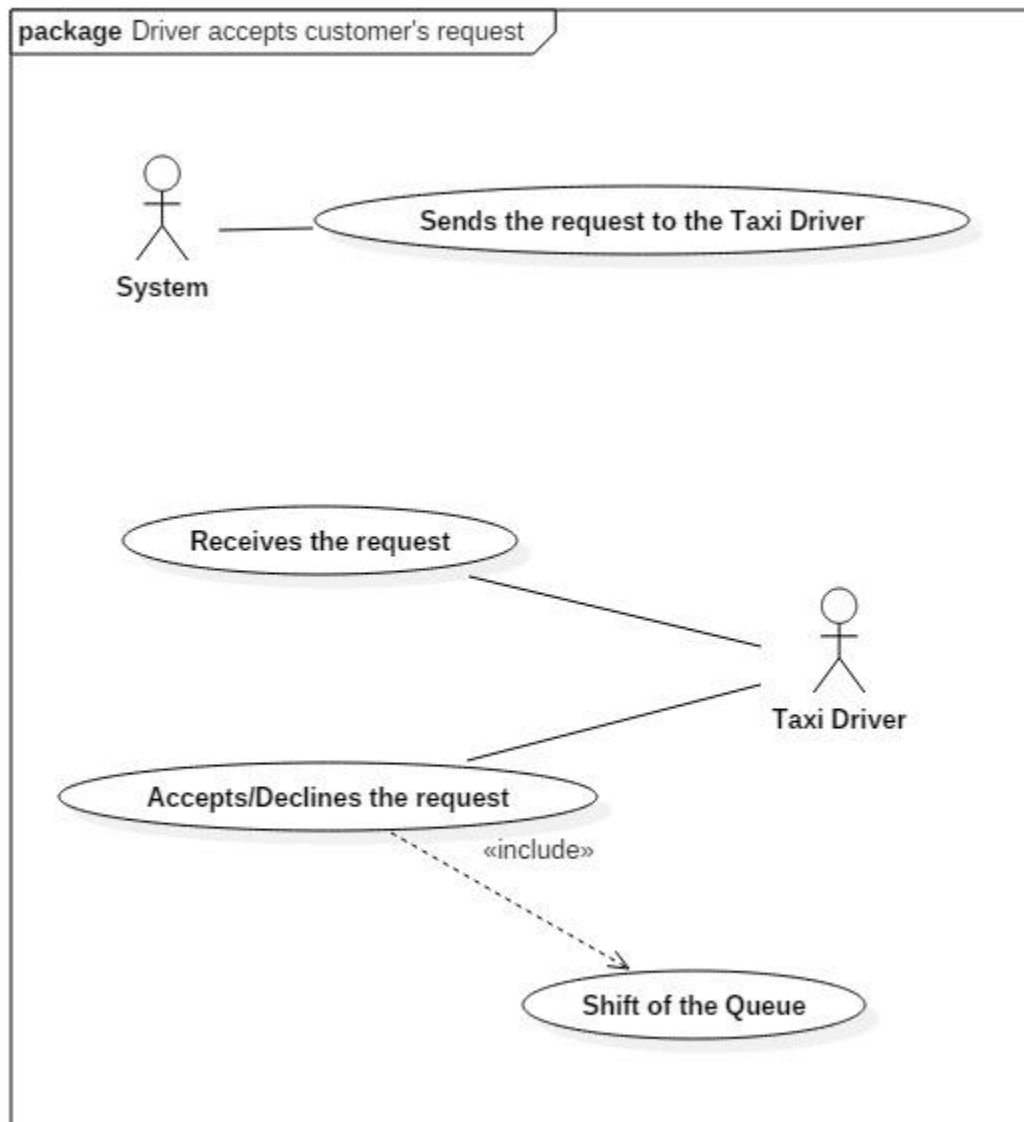 package Driver accepts customer's request
Sends the request to the Taxi Driver
System
Receives the request
Taxi Driver
Accepts/Declines the request
«include»
Shift of the Queue